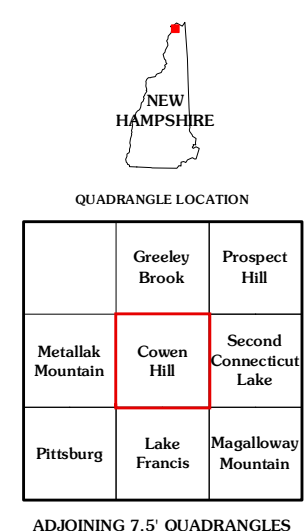 NEW
HAMPSHIRE
QUADRANGLE LOCATION
Greeley
Brook
Prospect
Hill
Metallak
Mountain
Cowen
Hill
Second
Connecticut
Lake
Pittsburg
Lake
Francis
Magalloway
Mountain
ADJOINING 7.5' QUADRANGLES